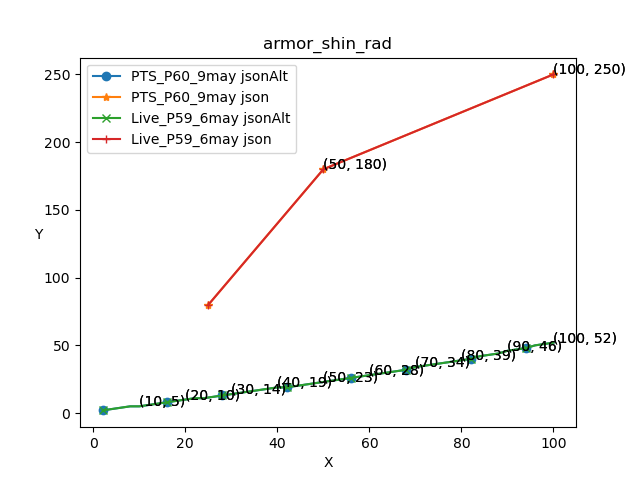 armor_shin_rad
PTS_P60_9may jsonAlt
PTS_P60_9may json
Live_P59_6may jsonAlt
Live_P59_6may json
(100, 250)
(50, 180)
(100, 52)
(90, 46)
(80, 39)
(70, 34)
(60, 28)
(50, 23)
(40, 19)
(30, 14)
(20, 10)
(10, 5)
250
200
150
100
50
0
Y
0 20 40 60 80 100
X